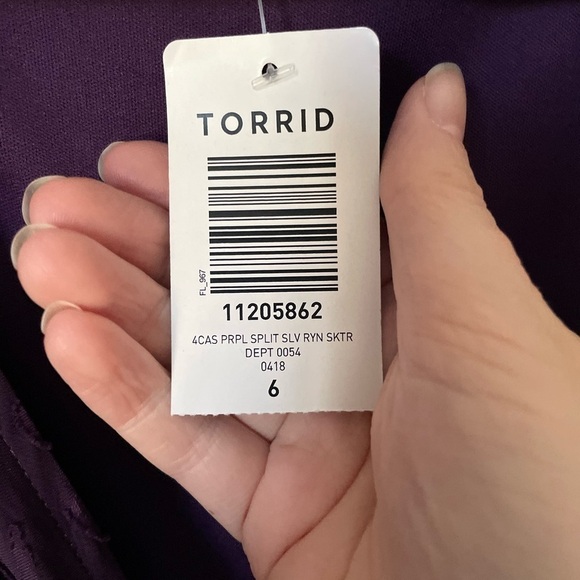 TORRID
FL_967
11205862
4CAS PRPL SPLIT SLV RYN SKTR
DEPT 0054
0418
6